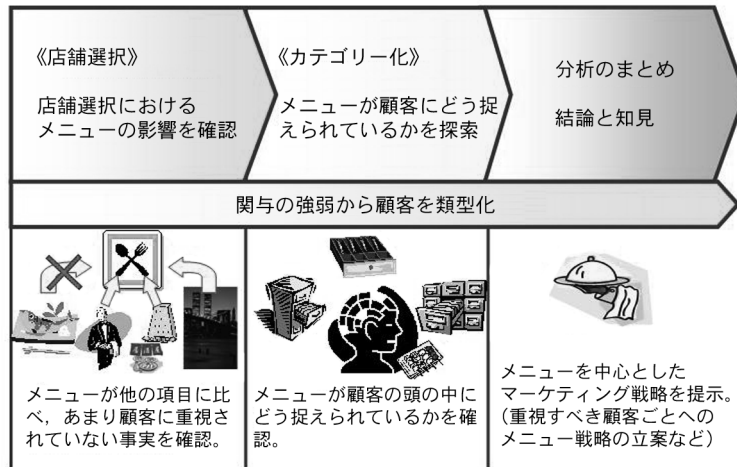 《店舗選択》
店舗選択における
メニューの影響を確認
《カテゴリー化》
メニューが顧客にどう捉
えられているかを探索
分析のまとめ
結論と知見
関与の強弱から顧客を類型化
メニューが他の項目に比
べ，あまり顧客に重視さ
れていない事実を確認。
メニューが顧客の頭の中に
どう捉えられているかを確
認。
メニューを中心とした
マーケティング戦略を提示。
(重視すべき顧客ごとへの
メニュー戦略の立案など)